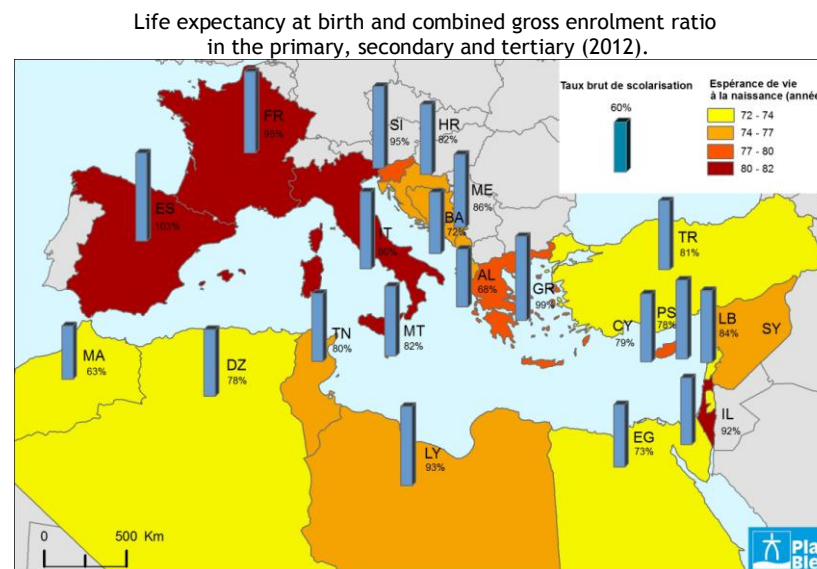 Life expectancy at birth and combined gross enrolment ratio
in the primary, secondary and tertiary (2012).
Taux brut de scolarisation
60%
Espérance de vie
à la naissance (année
72 - 74
74 - 77
77 - 80
80 - 82
FR
95%
SI
95%
HR
82%
ME
86%
ES
103%
BA
72%
IT
TR
81%
AL
68%
GR
99%
CY
79%
PS
78%
LB
84%
SY
MA
63%
DZ
78%
TN
80%
MT
82%
IL
92%
LY
93%
EG
73%
0
500 Km
Pla
Ble